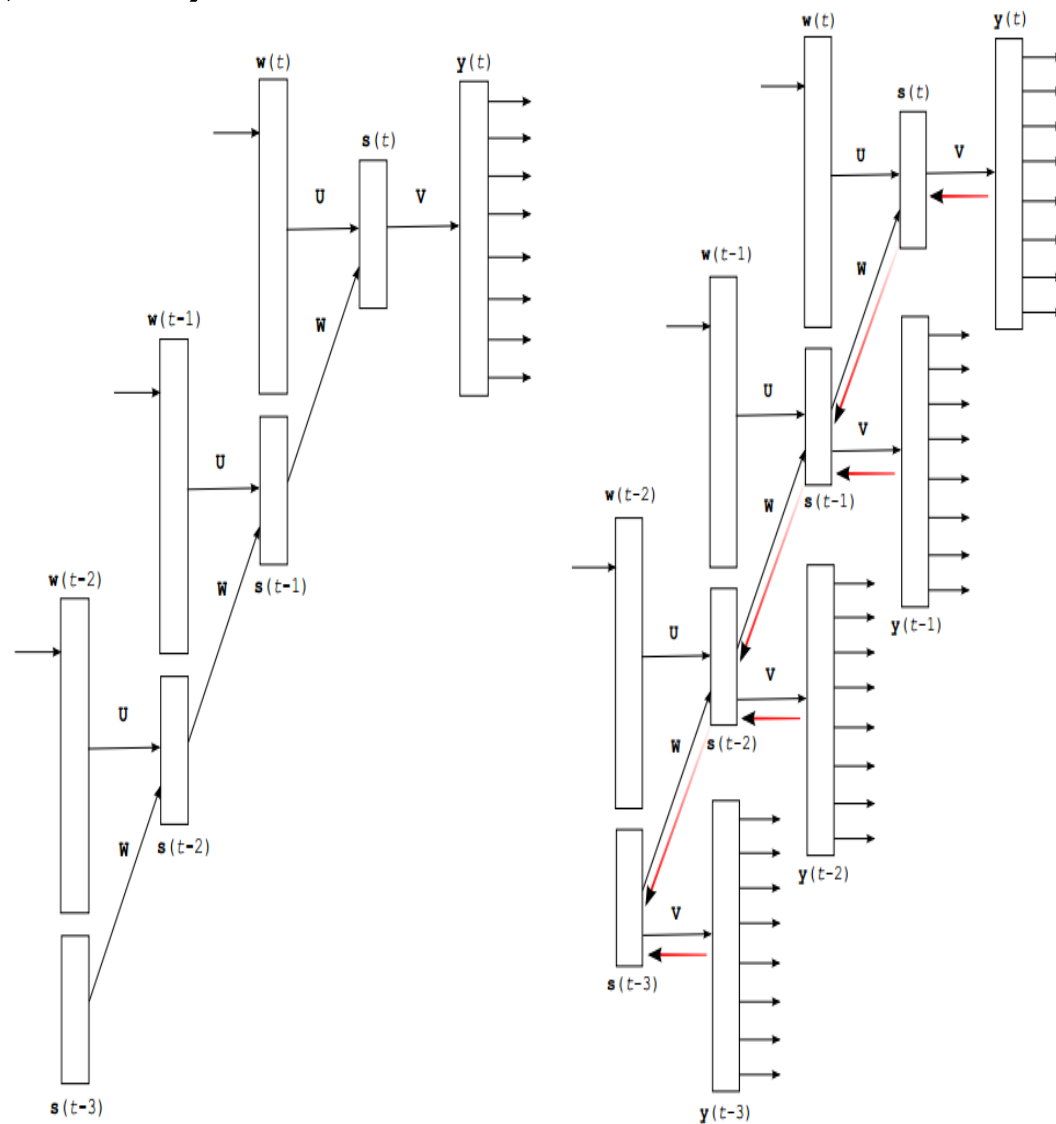 w(t)
y(t)
s(t)
U
V
w(t-1)
W
U
w(t-2)
W
s(t-1)
U
W
s(t-2)
s(t-3)
w(t)
y(t)
s(t)
U
V
w(t-1)
W
U
V
w(t-2)
W
s(t-1)
U
y(t-1)
V
W
s(t-2)
y(t-2)
V
s(t-3)
y(t-3)